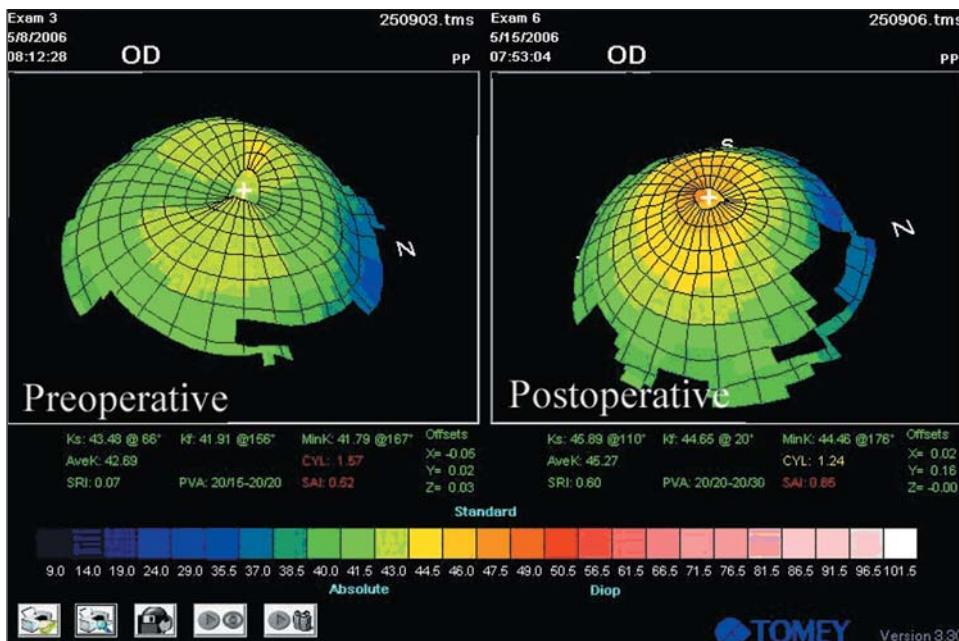 Exam 3
250903.tms
5/8/2006
08:12:28
OD
PP
Z
Preoperative
Ks: 43.48 @ 66° Kf: 41.91 @156° MinK: 41.79 @167°
AveK: 42.69 CYL: 1.57
SRI: 0.07 PVA: 20/15-20/20 SAI: 0.52
Offsets
X= -0.05
Y= 0.02
Z= 0.03
Exam 6
250906.tms
5/15/2006
07:53:04
OD
PP
S
Z
Postoperative
Ks: 45.89 @110° Kf: 44.65 @ 20° MinK: 44.46 @176°
AveK: 45.27 CYL: 1.24
SRI: 0.60 PVA: 20/20-20/30 SAI: 0.85
Offsets
X= 0.02
Y= 0.16
Z= -0.00
Standard
9.0 14.0 19.0 24.0 29.0 35.5 37.0 38.5 40.0 41.5 43.0 44.5 46.0 47.5 49.0 50.0 56.5 61.5 66.5 71.5 76.5 81.5 86.5 91.5 96.5 101.5
Absolute Diop
TOMEY